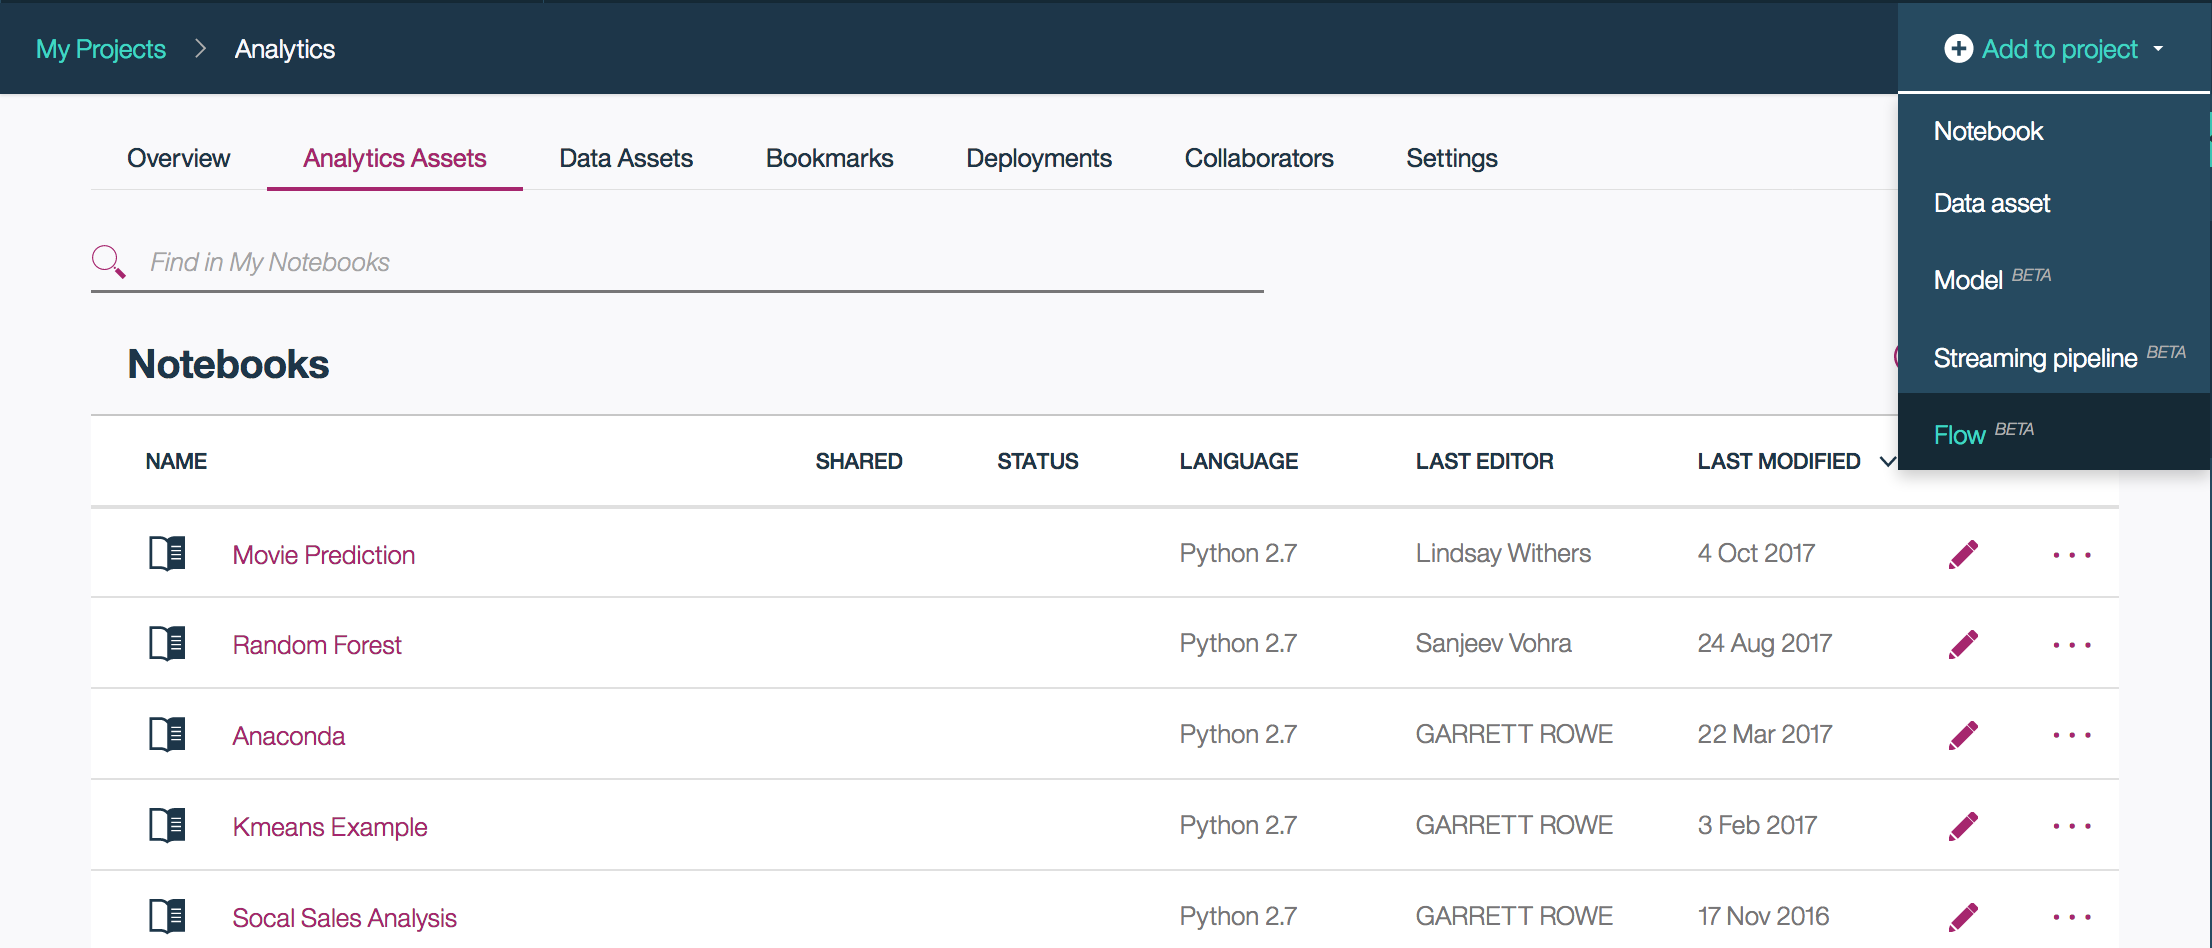 My Projects > Analytics
Add to project
Notebook
Data asset
Model BETA
Streaming pipeline BETA
Flow BETA
Overview Analytics Assets Data Assets Bookmarks Deployments Collaborators Settings
Find in My Notebooks
Notebooks
NAME SHARED STATUS LANGUAGE LAST EDITOR LAST MODIFIED
Movie Prediction Python 2.7 Lindsay Withers 4 Oct 2017
Random Forest Python 2.7 Sanjeev Vohra 24 Aug 2017
Anaconda Python 2.7 GARRETT ROWE 22 Mar 2017
Kmeans Example Python 2.7 GARRETT ROWE 3 Feb 2017
Socal Sales Analysis Python 2.7 GARRETT ROWE 17 Nov 2016